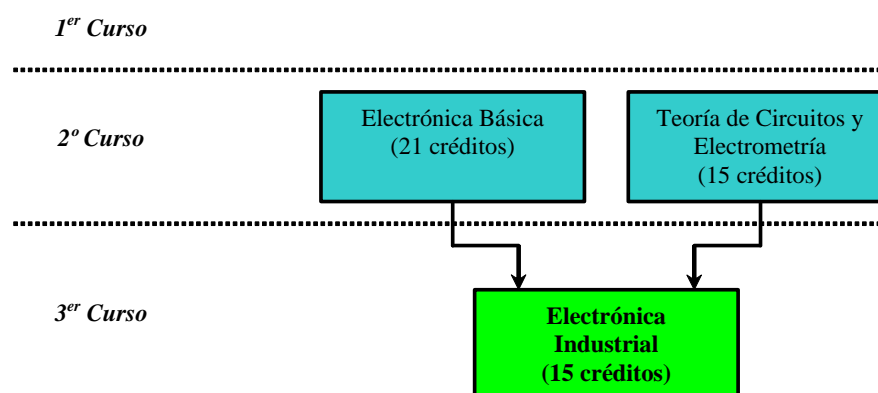 1er Curso
2º Curso
Electrónica Básica
(21 créditos)
Teoría de Circuitos y
Electrometría
(15 créditos)
3er Curso
Electrónica
Industrial
(15 créditos)